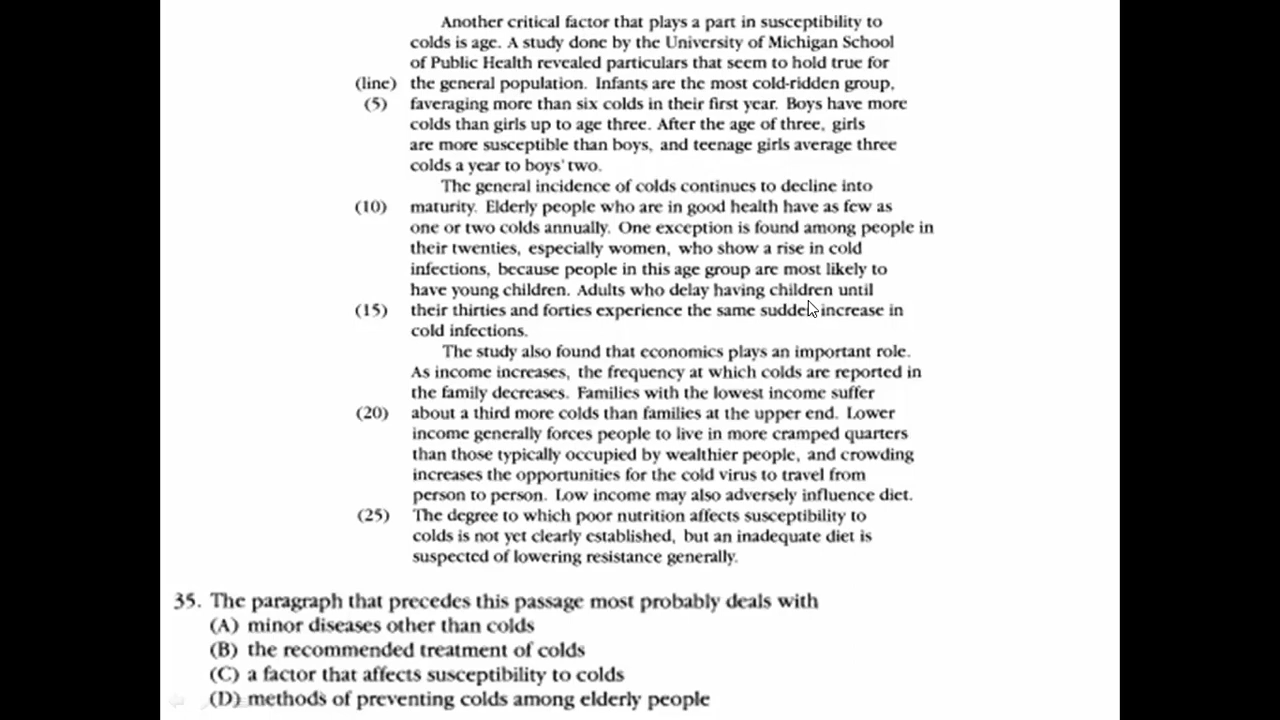 Another critical factor that plays a part in susceptibility to
colds is age. A study done by the University of Michigan School
of Public Health revealed particulars that seem to hold true for
(line) the general population. Infants are the most cold-ridden group,
(5) faveraging more than six colds in their first year. Boys have more
colds than girls up to age three. After the age of three, girls
are more susceptible than boys, and teenage girls average three
colds a year to boys' two.
The general incidence of colds continues to decline into
(10) maturity. Elderly people who are in good health have as few as
one or two colds annually. One exception is found among people in
their twenties, especially women, who show a rise in cold
infections, because people in this age group are most likely to
have young children. Adults who delay having children until
(15) their thirties and forties experience the same sudden increase in
cold infections.
The study also found that economics plays an important role.
As income increases, the frequency at which colds are reported in
the family decreases. Families with the lowest income suffer
(20) about a third more colds than families at the upper end. Lower
income generally forces people to live in more cramped quarters
than those typically occupied by wealthier people, and crowding
increases the opportunities for the cold virus to travel from
person to person. Low income may also adversely influence diet.
(25) The degree to which poor nutrition affects susceptibility to
colds is not yet clearly established, but an inadequate diet is
suspected of lowering resistance generally.
35. The paragraph that precedes this passage most probably deals with
(A) minor diseases other than colds
(B) the recommended treatment of colds
(C) a factor that affects susceptibility to colds
(D) methods of preventing colds among elderly people